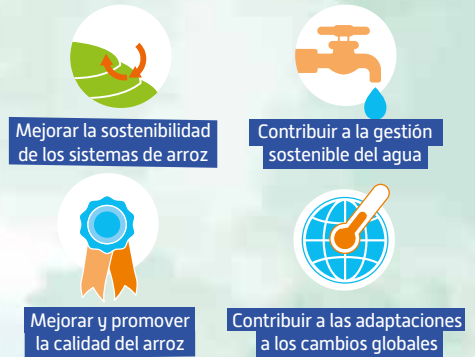 Mejorar la sostenibilidad
de los sistemas de arroz
Contribuir a la gestión
sostenible del agua
Mejorar y promover
la calidad del arroz
Contribuir a las adaptaciones
a los cambios globales